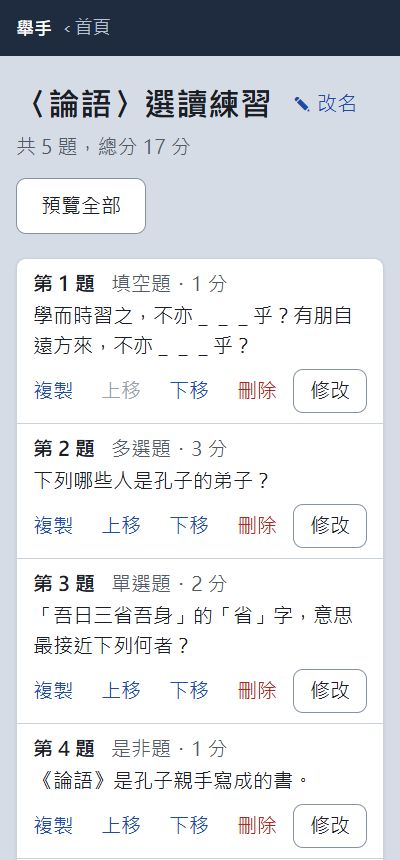 舉手 ‹ 首頁
〈論語〉選讀練習 改名
共 5 題，總分 17 分
預覽全部
第 1 題 填空題 · 1 分
學而時習之，不亦＿＿＿乎？有朋自
遠方來，不亦＿＿＿乎？
複製 上移 下移 刪除 修改
第 2 題 多選題 · 3 分
下列哪些人是孔子的弟子？
複製 上移 下移 刪除 修改
第 3 題 單選題 · 2 分
「吾日三省吾身」的「省」字，意思
最接近下列何者？
複製 上移 下移 刪除 修改
第 4 題 是非題 · 1 分
《論語》是孔子親手寫成的書。
複製 上移 下移 刪除 修改